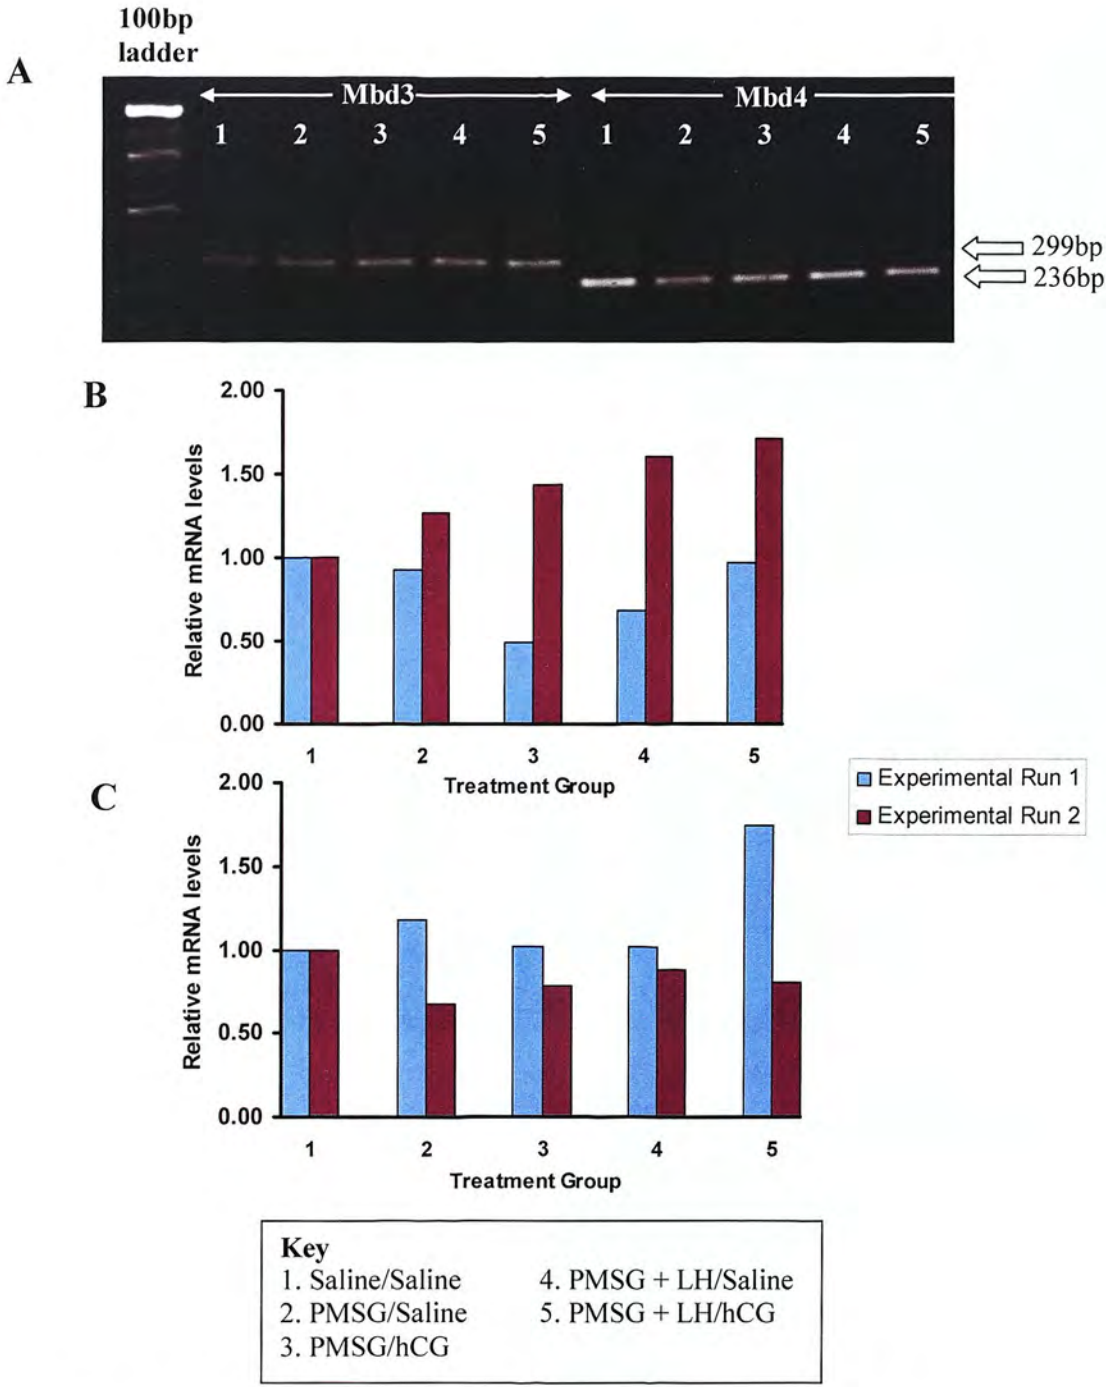 100bp
ladder
A
Mbd3
Mbd4
1 2 3 4 5 1 2 3 4 5
299bp
236bp
B
2.00
1.50
1.00
0.50
0.00
Relative mRNA levels
1 2 3 4 5
Treatment Group
Experimental Run 1
Experimental Run 2
C
2.00
1.50
1.00
0.50
0.00
Relative mRNA levels
1 2 3 4 5
Treatment Group
Key
1. Saline/Saline
2. PMSG/Saline
3. PMSG/hCG
4. PMSG + LH/Saline
5. PMSG + LH/hCG